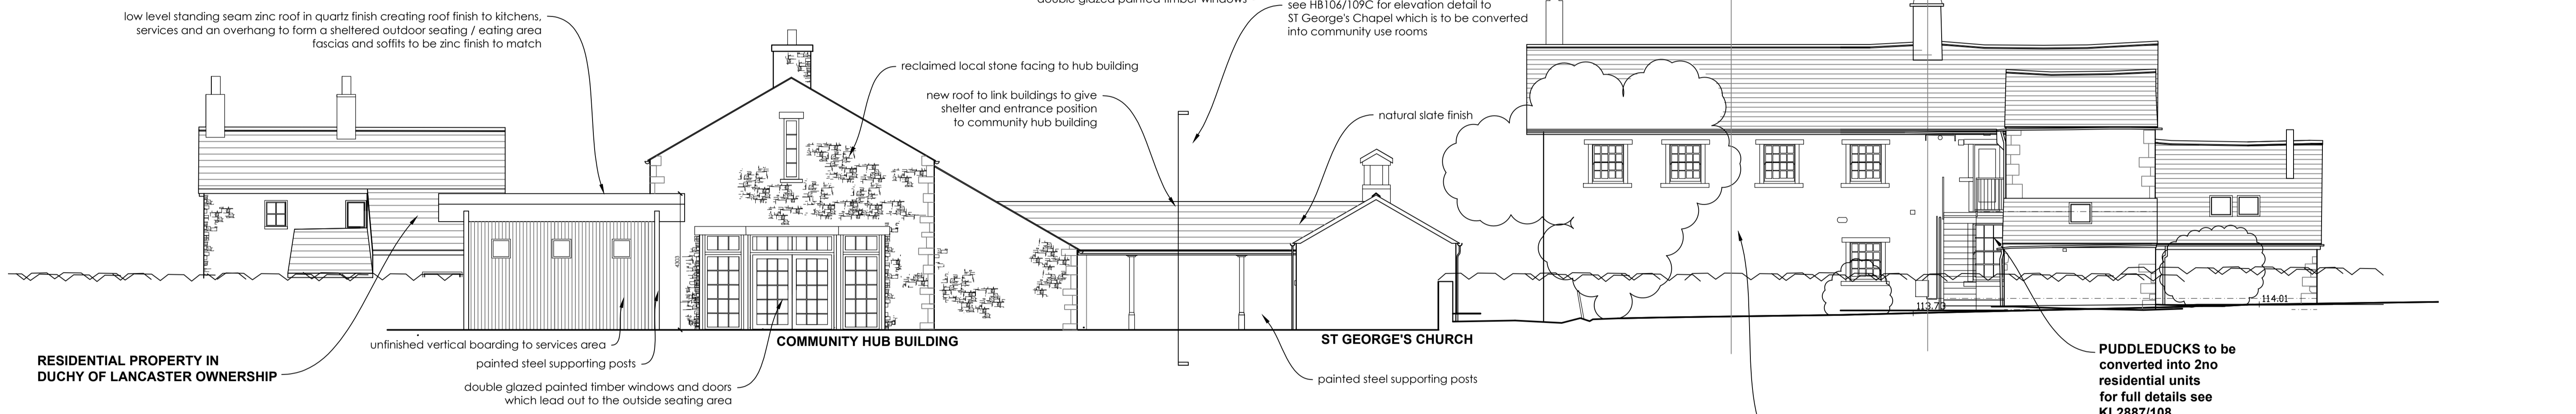 double glazed painted timber windows
see HB106/109C for elevation detail to
ST George's Chapel which is to be converted
into community use rooms
low level standing seam zinc roof in quartz finish creating roof finish to kitchens,
services and an overhang to form a sheltered outdoor seating / eating area
fascias and soffits to be zinc finish to match
reclaimed local stone facing to hub building
new roof to link buildings to give
shelter and entrance position
to community hub building
natural slate finish
113.73
114.01
unfinished vertical boarding to services area
painted steel supporting posts
double glazed painted timber windows and doors
which lead out to the outside seating area
COMMUNITY HUB BUILDING
ST GEORGE'S CHURCH
painted steel supporting posts
RESIDENTIAL PROPERTY IN
DUCHY OF LANCASTER OWNERSHIP
PUDDLEDUCKS to be
converted into 2no
residential units
for full details see
KL2887/108